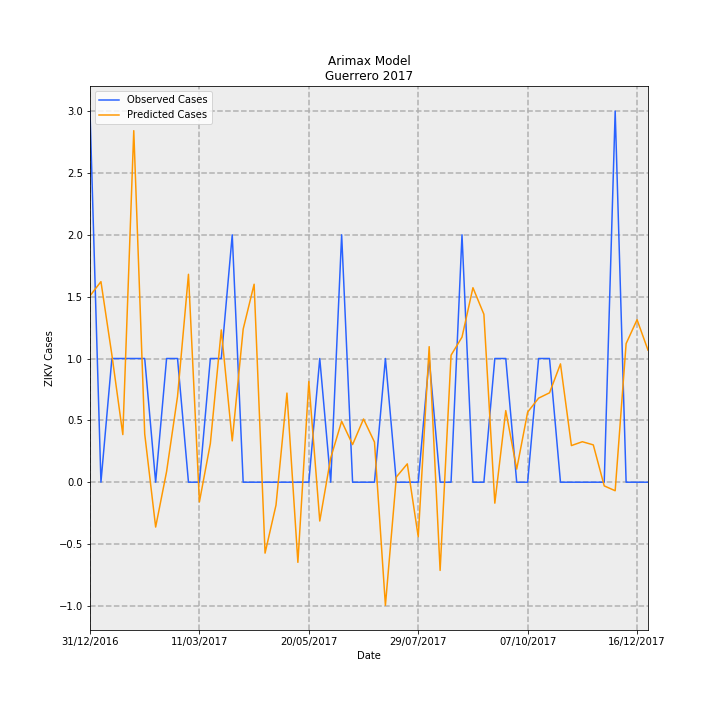 Arimax Model
Guerrero 2017
Observed Cases
Predicted Cases
ZIKV Cases
3.0
2.5
2.0
1.5
1.0
0.5
0.0
−0.5
−1.0
31/12/2016
11/03/2017
20/05/2017
29/07/2017
07/10/2017
16/12/2017
Date